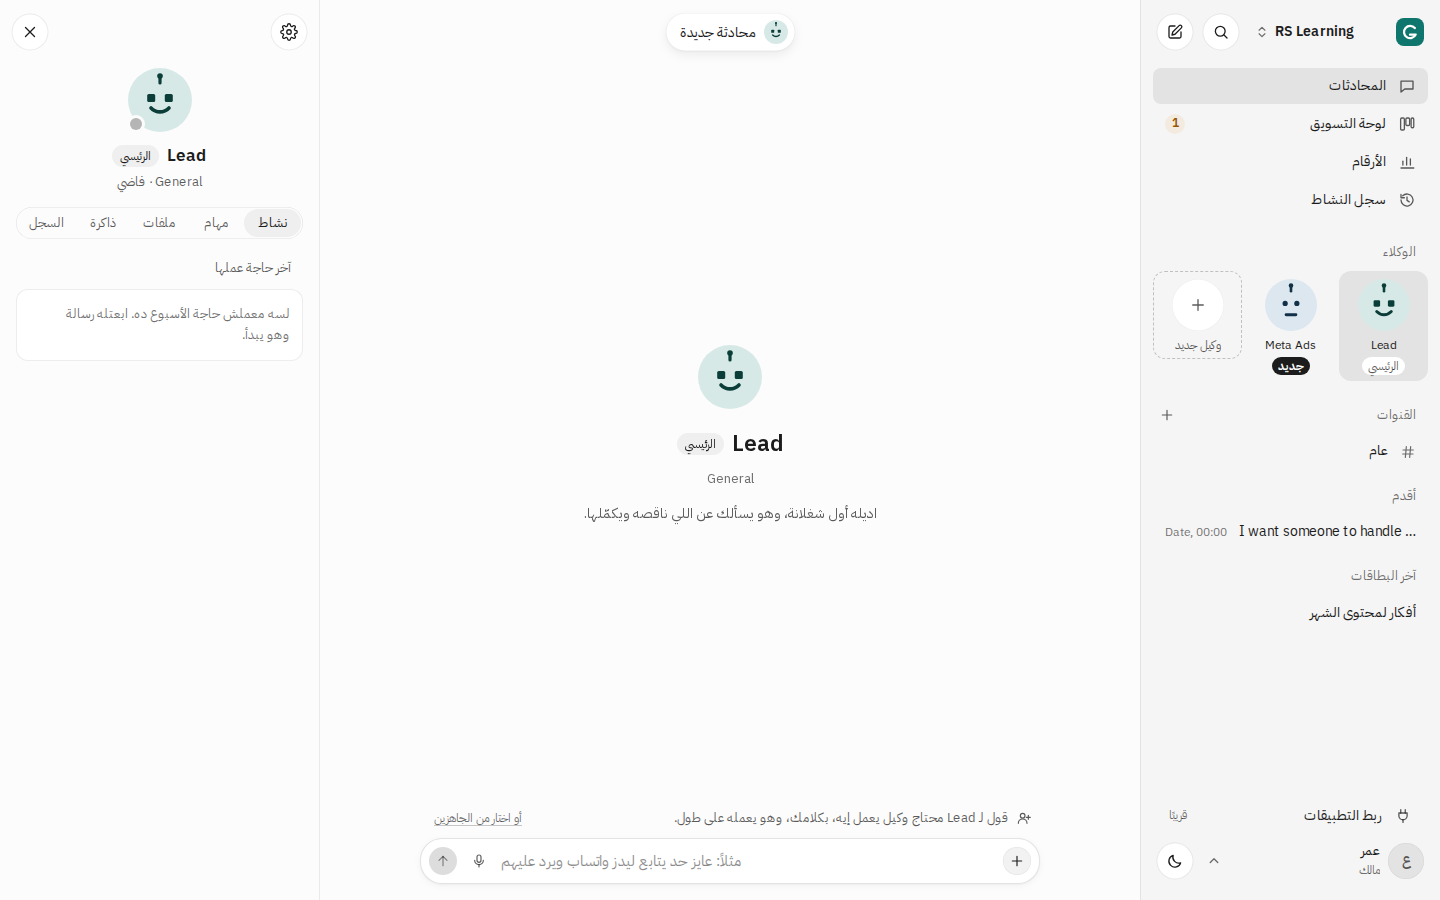 RS Learning
المحادثات
لوحة التسويق
1
الأرقام
سجل النشاط
الوكلاء
Lead
الرئيسي
Meta Ads
جديد
وكيل جديد
القنوات
عام
أقدم
I want someone to handle ...
Date, 00:00
آخر البطاقات
أفكار لمحتوى الشهر
ربط التطبيقات
قريبًا
ع
عمر
مالك
محادثة جديدة
Lead الرئيسي
General
اديله أول شغلانة، وهو يسألك عن اللي ناقصه ويكمّلها.
قول لـ Lead محتاج وكيل يعمل إيه، بكلامك، وهو يعمله على طول.
أو اختار من الجاهزين
مثلاً: عايز حد يتابع ليدز واتساب ويرد عليهم
Lead الرئيسي
General · فاضي
نشاط
مهام
ملفات
ذاكرة
السجل
آخر حاجة عملها
لسه معملش حاجة الأسبوع ده. ابعتله رسالة
وهو يبدأ.